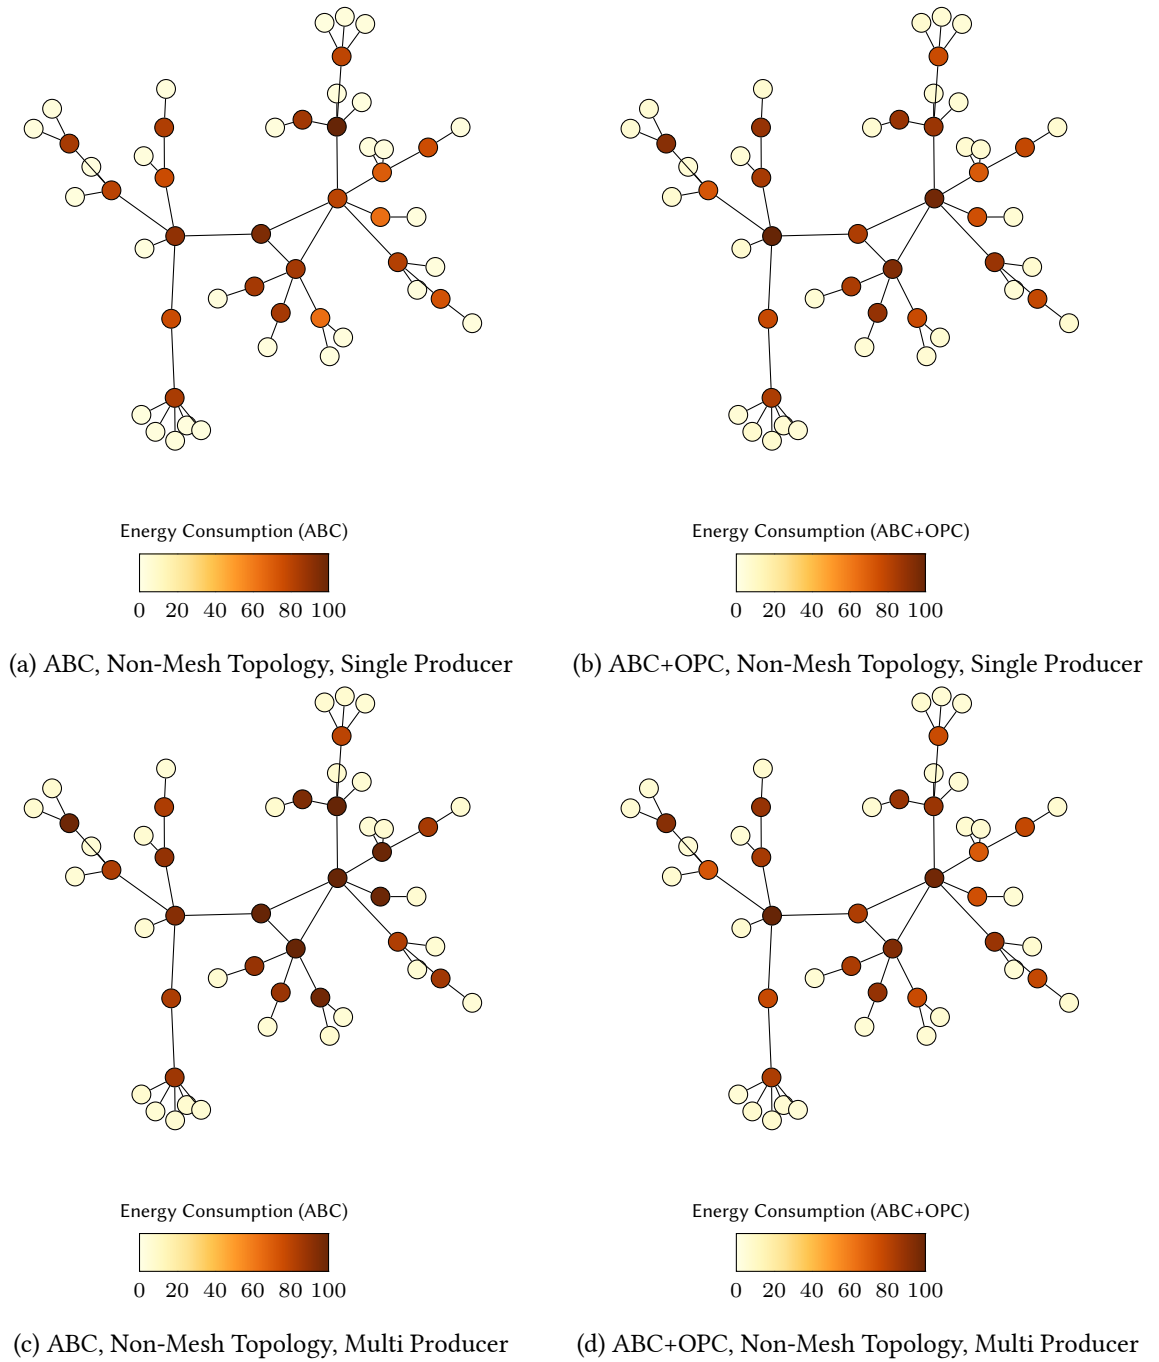 Energy Consumption (ABC)
0 20 40 60 80 100
Energy Consumption (ABC+OPC)
0 20 40 60 80 100
(a) ABC, Non-Mesh Topology, Single Producer
(b) ABC+OPC, Non-Mesh Topology, Single Producer
Energy Consumption (ABC)
0 20 40 60 80 100
Energy Consumption (ABC+OPC)
0 20 40 60 80 100
(c) ABC, Non-Mesh Topology, Multi Producer
(d) ABC+OPC, Non-Mesh Topology, Multi Producer